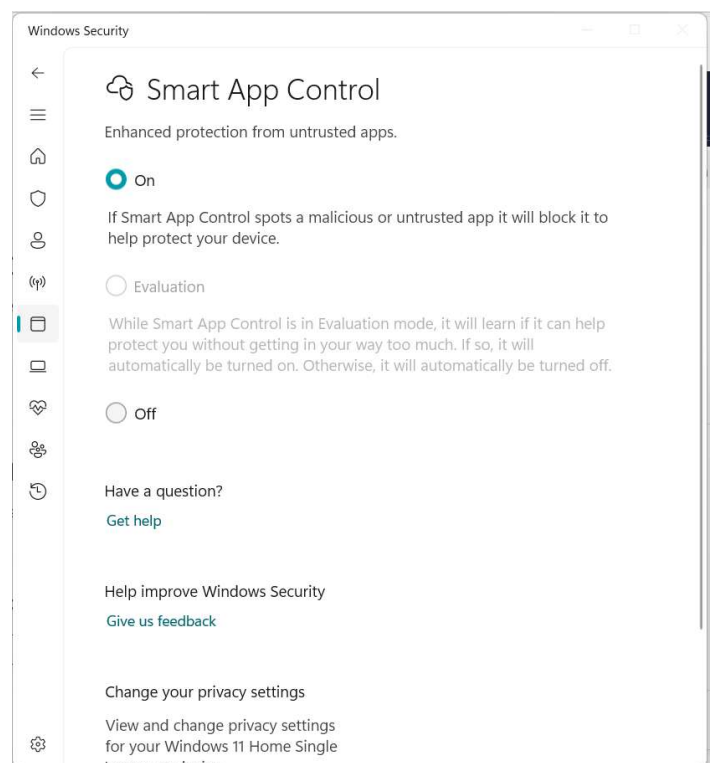 Windows Security
Smart App Control
Enhanced protection from untrusted apps.
On
If Smart App Control spots a malicious or untrusted app it will block it to
help protect your device.
Evaluation
While Smart App Control is in Evaluation mode, it will learn if it can help
protect you without getting in your way too much. If so, it will
automatically be turned on. Otherwise, it will automatically be turned off.
Off
Have a question?
Get help
Help improve Windows Security
Give us feedback
Change your privacy settings
View and change privacy settings
for your Windows 11 Home Single